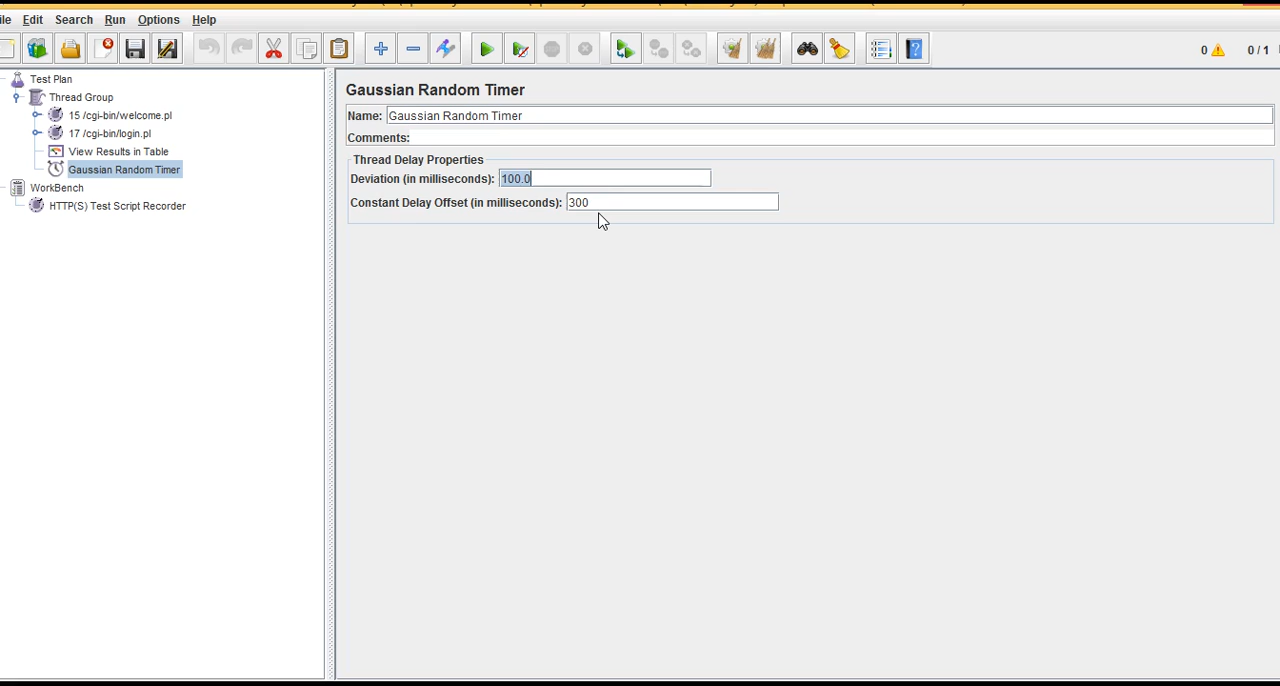 ile Edit Search Run Options Help
0 0/1
Test Plan
Thread Group
15 /cgi-bin/welcome.pl
17 /cgi-bin/login.pl
View Results in Table
Gaussian Random Timer
WorkBench
HTTP(S) Test Script Recorder
Gaussian Random Timer
Name: Gaussian Random Timer
Comments:
Thread Delay Properties
Deviation (in milliseconds): 100.0
Constant Delay Offset (in milliseconds): 300